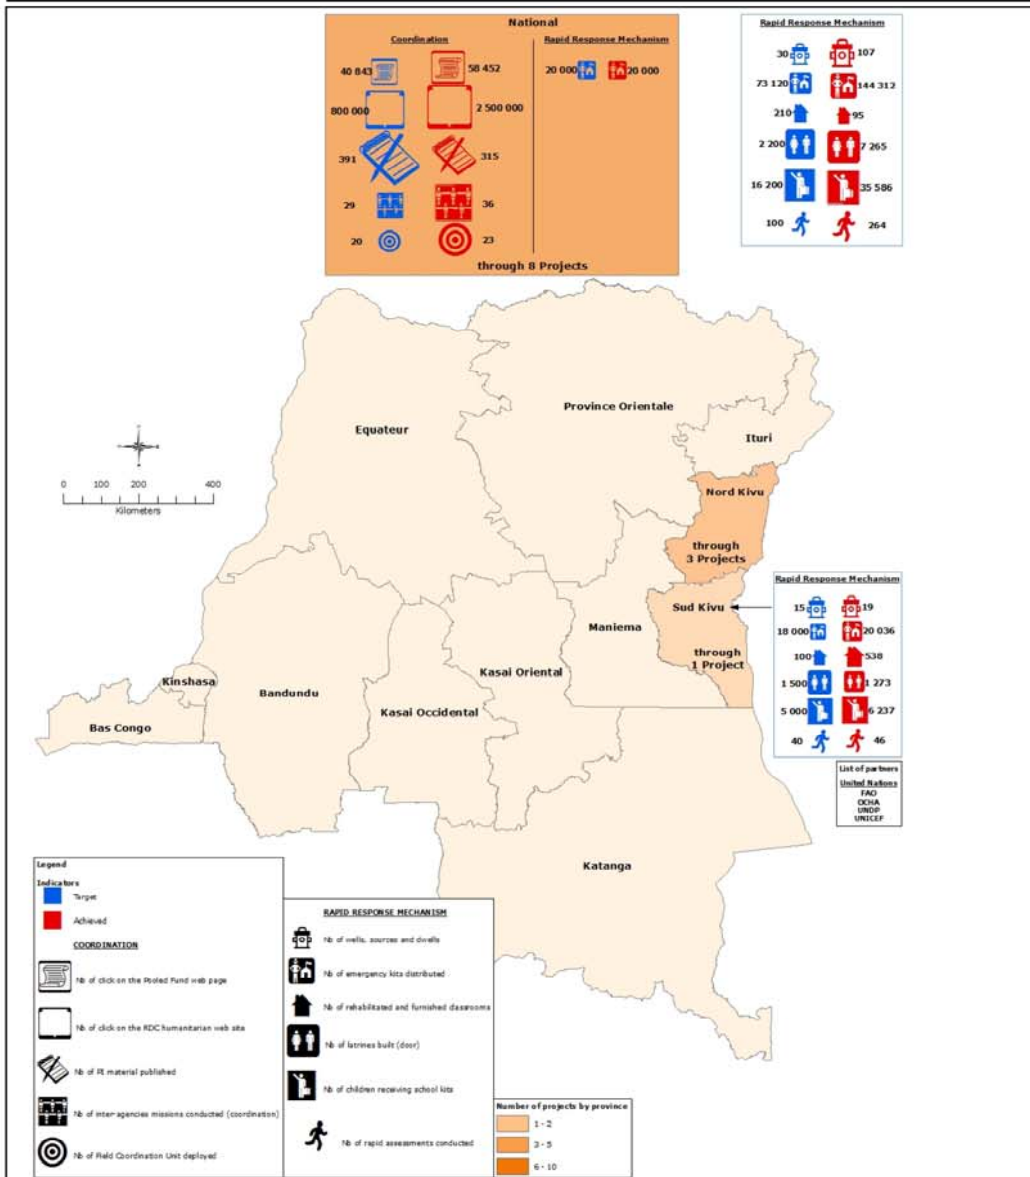 National
Coordination
Rapid Response Mechanism
40 843
58 452
20 000
20 000
800 000
2 500 000
391
315
29
36
20
23
through 8 Projects
Rapid Response Mechanism
30
107
73 120
144 312
210
95
2 200
7 265
16 200
35 586
100
264
Equateur
Province Orientale
Ituri
Nord Kivu
through
3 Projects
0 100 200 400
Kilometers
Sud Kivu
through
1 Project
Maniema
Kinshasa
Bandundu
Kasai Oriental
Kasai Occidental
Bas Congo
Katanga
Rapid Response Mechanism
15
19
18 000
20 036
100
538
1 500
1 273
5 000
6 237
40
46
List of partners
United Nations
FAO
OCHA
UNDP
UNICEF
Legend
Indicators
Target
Achieved
COORDINATION
Nb of click on the Pooled Fund web page
Nb of click on the RDC humanitarian web site
Nb of PI material published
Nb of inter-agencies missions conducted (coordination)
Nb of Field Coordination Unit deployed
RAPID RESPONSE MECHANISM
Nb of wells, sources and dwells
Nb of emergency kits distributed
Nb of rehabilitated and furnished classrooms
Nb of latrines built (door)
Nb of children receiving school kits
Nb of rapid assessments conducted
Number of projects by province
1 - 2
3 - 5
6 - 10